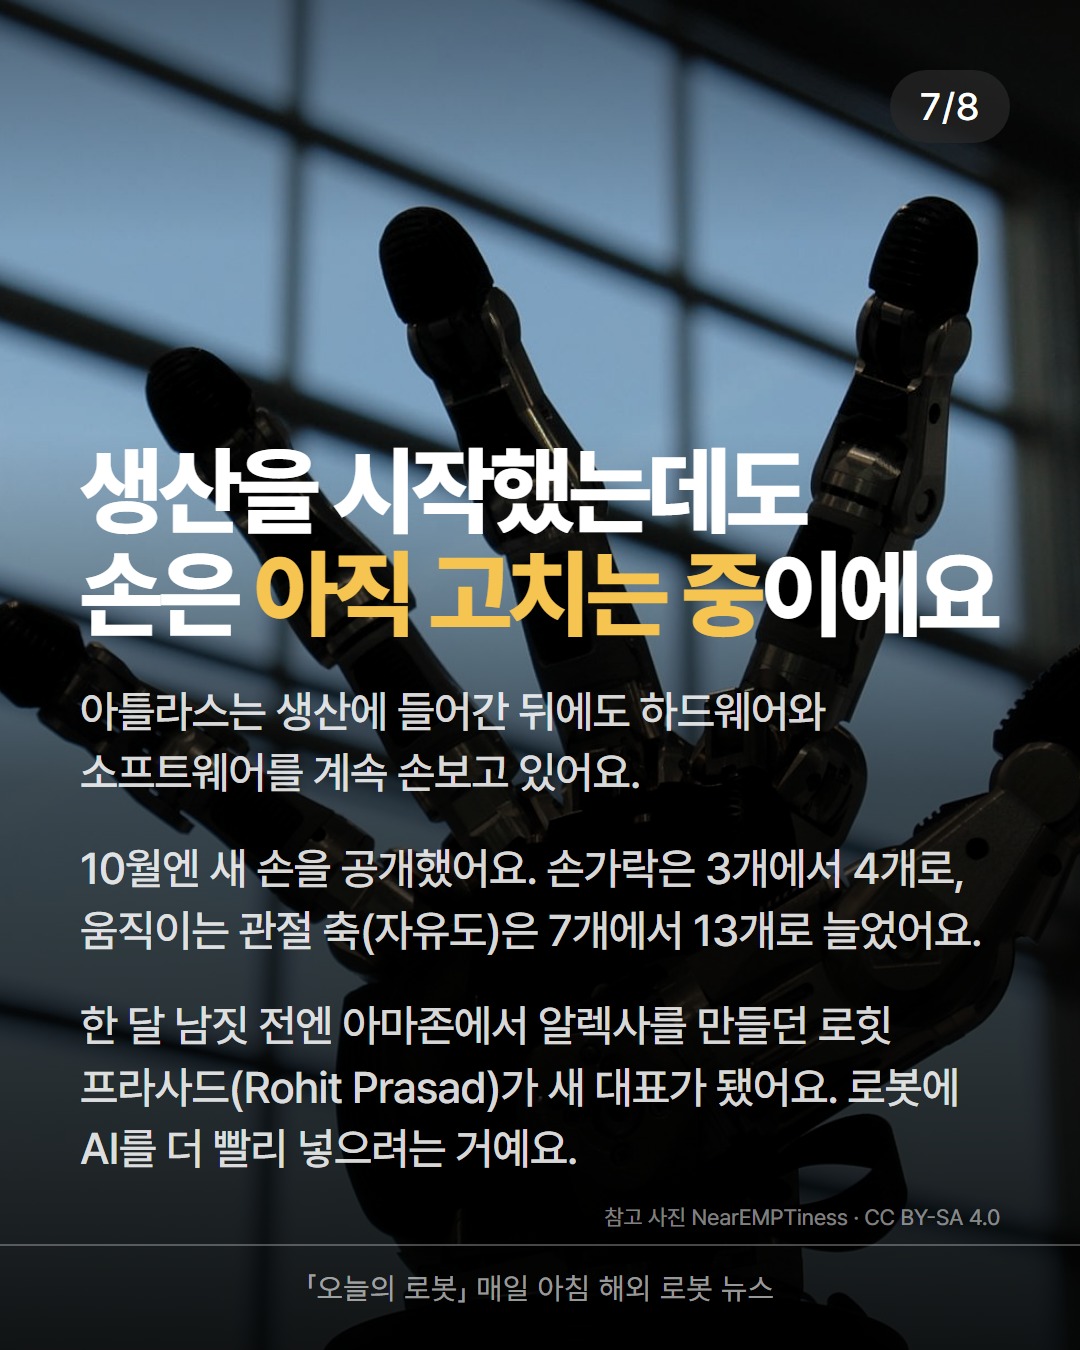 7/8
생산을 시작했는데도
손은 아직 고치는 중이에요
아틀라스는 생산에 들어간 뒤에도 하드웨어와
소프트웨어를 계속 손보고 있어요.
10월엔 새 손을 공개했어요. 손가락은 3개에서 4개로,
움직이는 관절 축(자유도)은 7개에서 13개로 늘었어요.
한 달 남짓 전엔 아마존에서 알렉사를 만들던 로힛
프라사드(Rohit Prasad)가 새 대표가 됐어요. 로봇에
AI를 더 빨리 넣으려는 거예요.
참고 사진 NearEMPTiness · CC BY-SA 4.0
「오늘의 로봇」 매일 아침 해외 로봇 뉴스